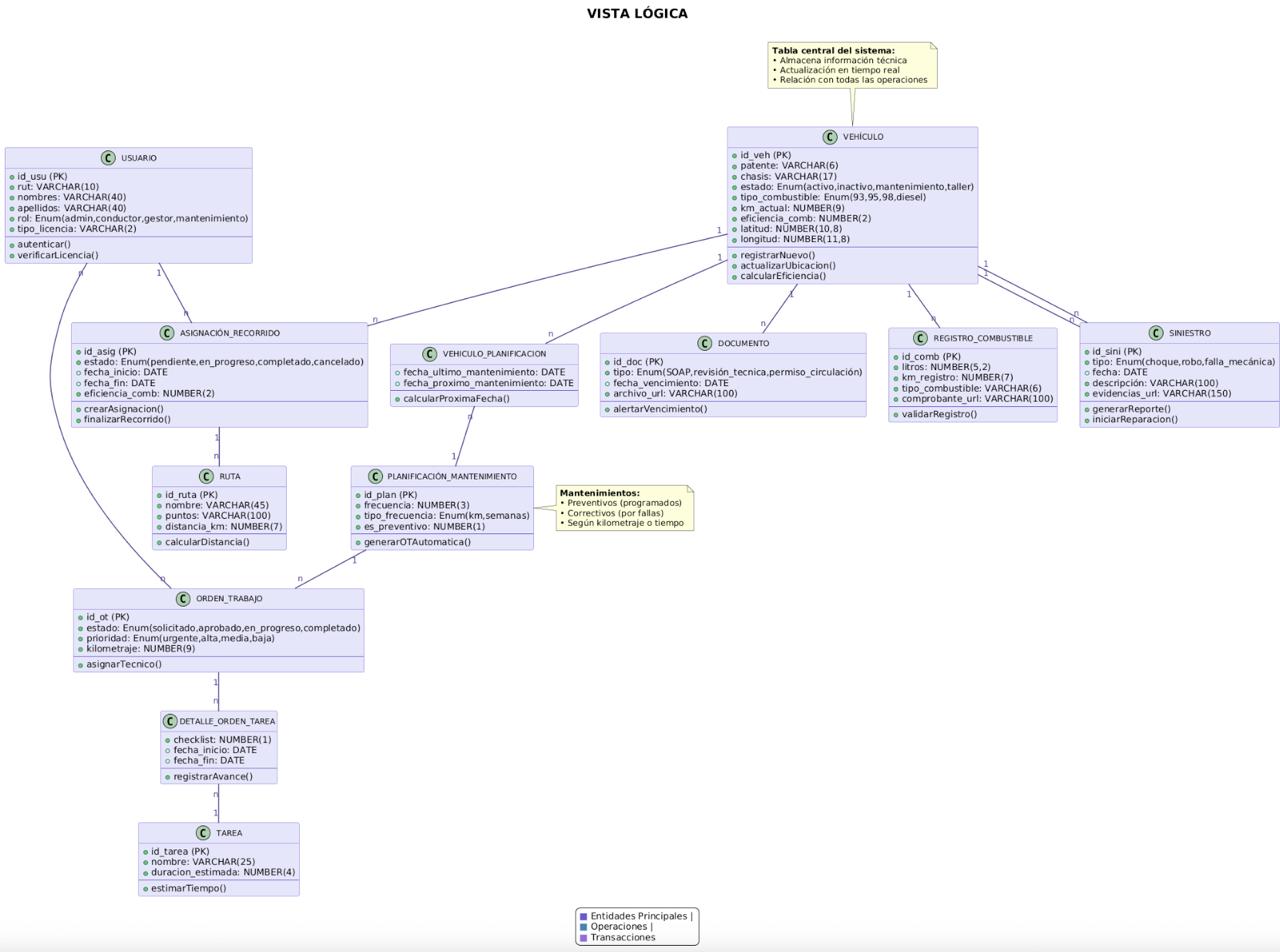 VISTA LÓGICA
Tabla central del sistema:
• Almacena información técnica
• Actualización en tiempo real
• Relación con todas las operaciones
C VEHÍCULO
id_veh (PK)
patente: VARCHAR(6)
chasis: VARCHAR(17)
estado: Enum(activo,inactivo,mantenimiento,taller)
tipo_combustible: Enum(93,95,98,diesel)
km_actual: NUMBER(9)
eficiencia_comb: NUMBER(2)
latitud: NUMBER(10,8)
longitud: NUMBER(11,8)
registrarNuevo()
actualizarUbicacion()
calcularEficiencia()
C USUARIO
id_usu (PK)
rut: VARCHAR(10)
nombres: VARCHAR(40)
apellidos: VARCHAR(40)
rol: Enum(admin,conductor,gestor,mantenimiento)
tipo_licencia: VARCHAR(2)
autenticar()
verificarLicencia()
n
1
1
1
1
1
1
1
n
n
n
n
n
n
n
C ASIGNACIÓN_RECORRIDO
id_asig (PK)
estado: Enum(pendiente,en_progreso,completado,cancelado)
fecha_inicio: DATE
fecha_fin: DATE
eficiencia_comb: NUMBER(2)
crearAsignacion()
finalizarRecorrido()
C VEHICULO_PLANIFICACION
fecha_ultimo_mantenimiento: DATE
fecha_proximo_mantenimiento: DATE
calcularProximaFecha()
C DOCUMENTO
id_doc (PK)
tipo: Enum(SOAP,revisión_tecnica,permiso_circulación)
fecha_vencimiento: DATE
archivo_url: VARCHAR(100)
alertarVencimiento()
C REGISTRO_COMBUSTIBLE
id_comb (PK)
litros: NUMBER(5,2)
km_registro: NUMBER(7)
tipo_combustible: VARCHAR(6)
comprobante_url: VARCHAR(100)
validarRegistro()
C SINIESTRO
id_sini (PK)
tipo: Enum(choque,robo,falla_mecánica)
fecha: DATE
descripción: VARCHAR(100)
evidencias_url: VARCHAR(150)
generarReporte()
iniciarReparacion()
1
n
n
1
C RUTA
id_ruta (PK)
nombre: VARCHAR(45)
puntos: VARCHAR(100)
distancia_km: NUMBER(7)
calcularDistancia()
C PLANIFICACIÓN_MANTENIMIENTO
id_plan (PK)
frecuencia: NUMBER(3)
tipo_frecuencia: Enum(km,semanas)
es_preventivo: NUMBER(1)
generarOTAutomatica()
Mantenimientos:
• Preventivos (programados)
• Correctivos (por fallas)
• Según kilometraje o tiempo
1
n
n
C ORDEN_TRABAJO
id_ot (PK)
estado: Enum(solicitado,aprobado,en_progreso,completado)
prioridad: Enum(urgente,alta,media,baja)
kilometraje: NUMBER(9)
asignarTecnico()
1
n
C DETALLE_ORDEN_TAREA
checklist: NUMBER(1)
fecha_inicio: DATE
fecha_fin: DATE
registrarAvance()
n
1
C TAREA
id_tarea (PK)
nombre: VARCHAR(25)
duracion_estimada: NUMBER(4)
estimarTiempo()
Entidades Principales |
Operaciones |
Transacciones